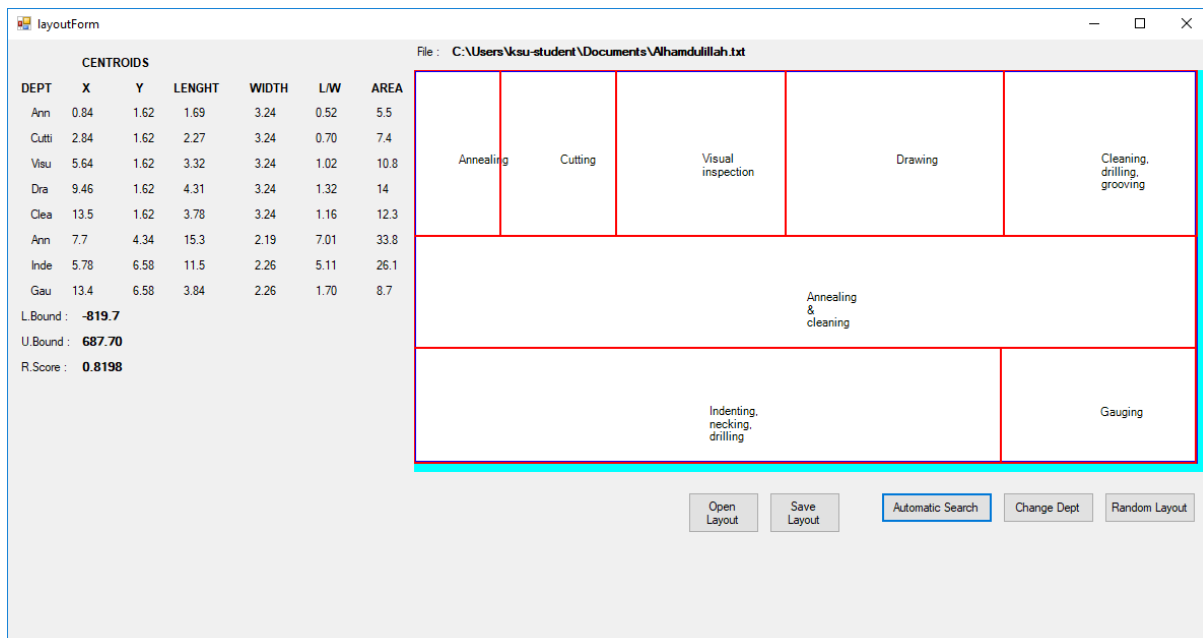 layoutForm
File : C:\Users\ksu-student\Documents\Alhamdulillah.txt
CENTROIDS
DEPT X Y LENGHT WIDTH L/W AREA
Ann 0.84 1.62 1.69 3.24 0.52 5.5
Cutti 2.84 1.62 2.27 3.24 0.70 7.4
Visu 5.64 1.62 3.32 3.24 1.02 10.8
Dra 9.46 1.62 4.31 3.24 1.32 14
Clea 13.5 1.62 3.78 3.24 1.16 12.3
Ann 7.7 4.34 15.3 2.19 7.01 33.8
Inde 5.78 6.58 11.5 2.26 5.11 26.1
Gau 13.4 6.58 3.84 2.26 1.70 8.7
L.Bound : -819.7
U.Bound : 687.70
R.Score : 0.8198
Annealing
Cutting
Visual
inspection
Drawing
Cleaning,
drilling,
grooving
Annealing
&
cleaning
Indenting,
necking,
drilling
Gauging
Open
Layout
Save
Layout
Automatic Search
Change Dept
Random Layout